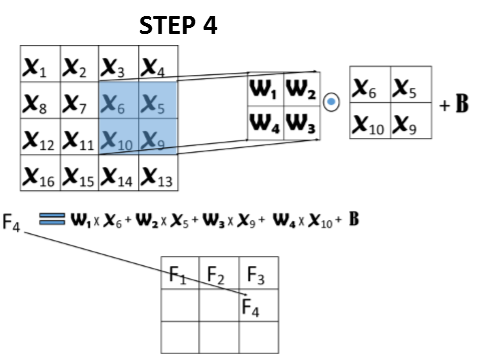 STEP 4
X₁ X₂ X₃ X₄
X₈ X₇ X₆ X₅
X₁₂ X₁₁ X₁₀ X₉
X₁₆ X₁₅ X₁₄ X₁₃
W₁ W₂
W₄ W₃
X₆ X₅
X₁₀ X₉
+ B
F₄ = W₁ x X₆ + W₂ x X₅ + W₃ x X₉ + W₄ x X₁₀ + B
F₁ F₂ F₃
F₄